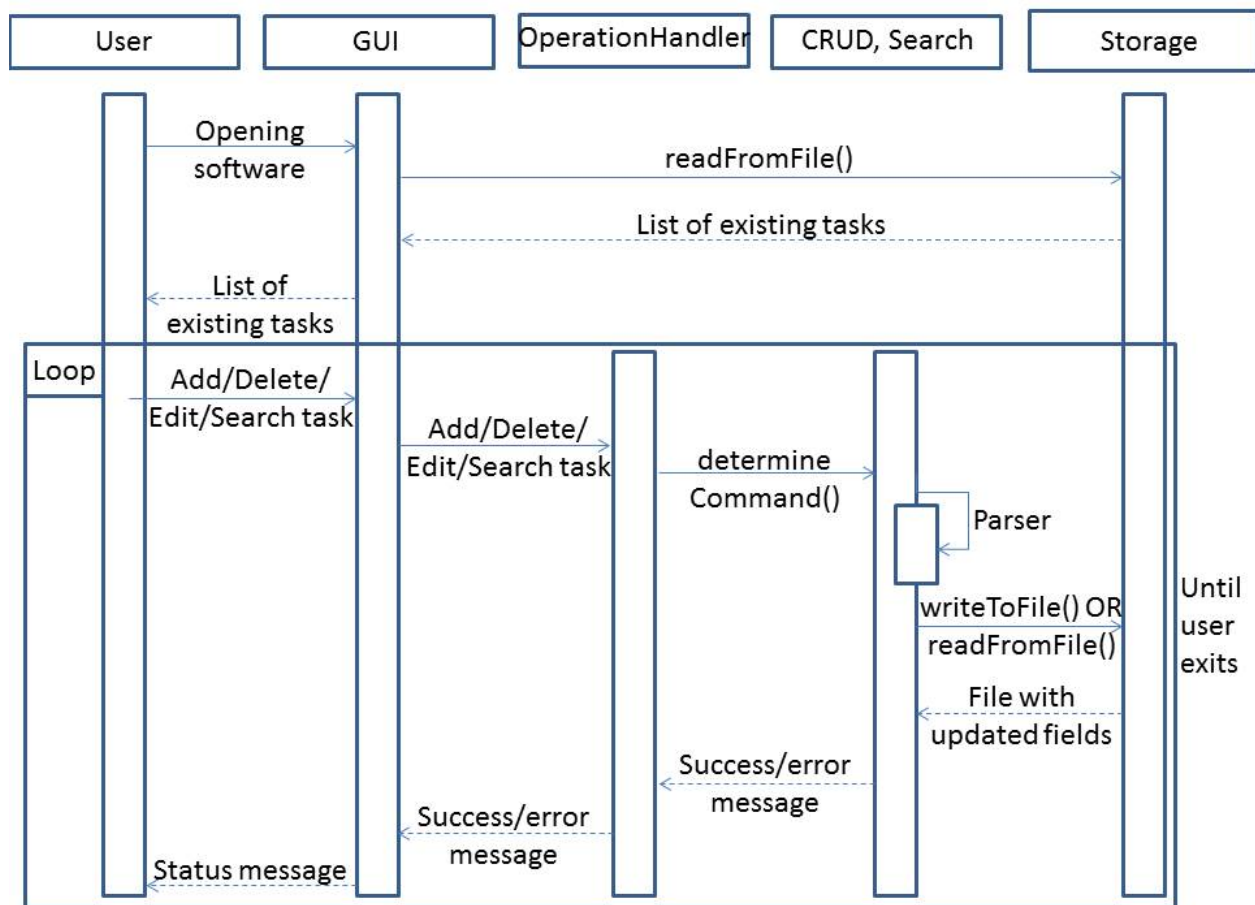 User
GUI
OperationHandler
CRUD, Search
Storage
Opening
software
readFromFile()
List of existing tasks
List of
existing tasks
Loop
Add/Delete/
Edit/Search task
Add/Delete/
Edit/Search task
determine
Command()
Parser
writeToFile() OR
readFromFile()
Until
user
exits
File with
updated fields
Success/error
message
Success/error
message
Status message